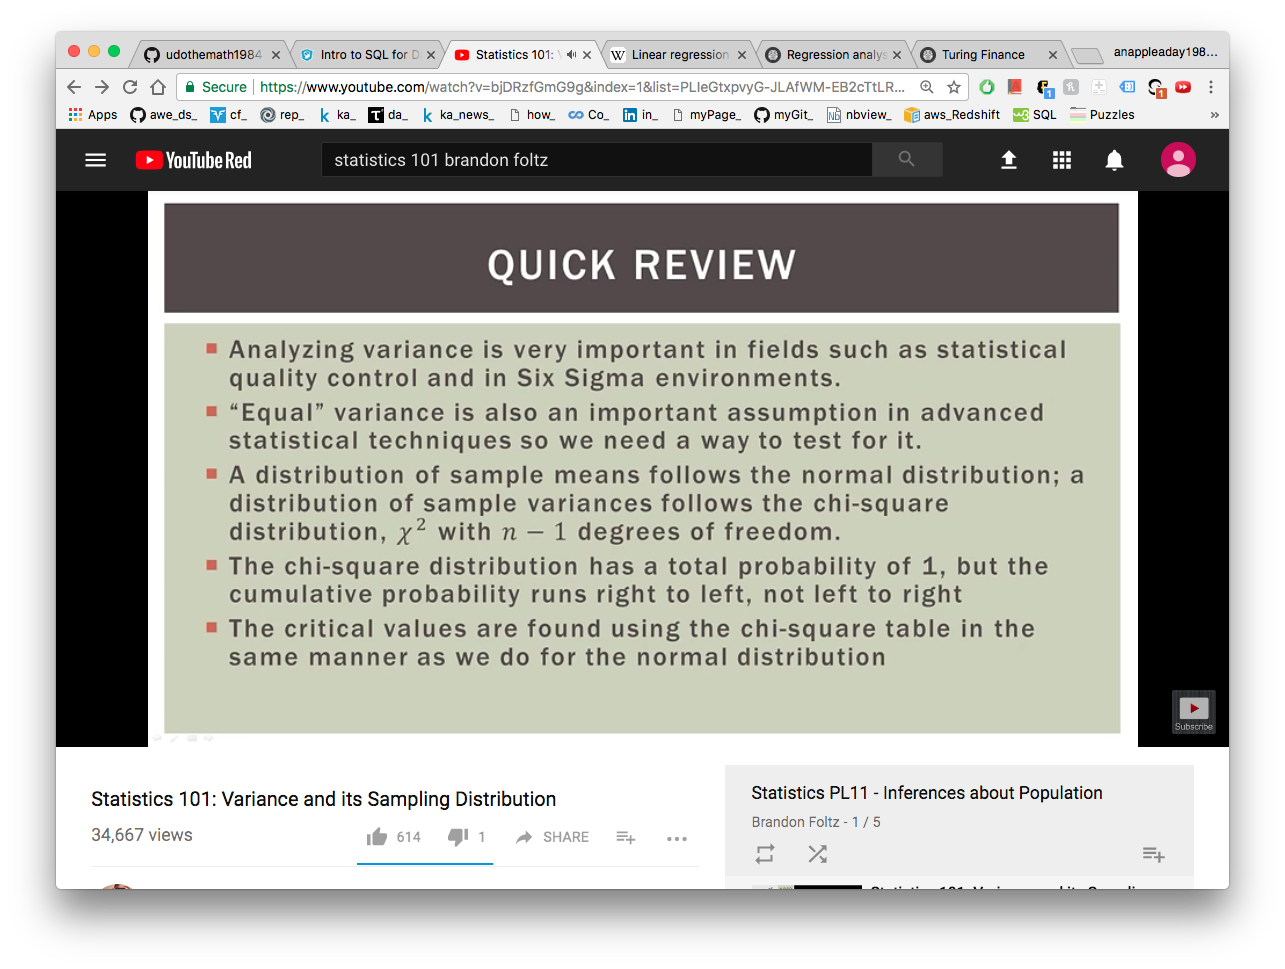 udothemath1984
Intro to SQL for D
Statistics 101: V
Linear regression
Regression analys
Turing Finance
anappleaday198...
Secure
https://www.youtube.com/watch?v=bjDRzfGmG9g&index=1&list=PLIeGtxpvyG-JLAfWM-EB2cTtLR...
Apps
awe_ds_
cf_
rep_
ka_
da_
ka_news_
how_
Co_
in_
myPage_
myGit_
nbview_
aws_Redshift
SQL
Puzzles
»
YouTube Red
statistics 101 brandon foltz
QUICK REVIEW
Analyzing variance is very important in fields such as statistical
quality control and in Six Sigma environments.
“Equal” variance is also an important assumption in advanced
statistical techniques so we need a way to test for it.
A distribution of sample means follows the normal distribution; a
distribution of sample variances follows the chi-square
distribution, χ² with n − 1 degrees of freedom.
The chi-square distribution has a total probability of 1, but the
cumulative probability runs right to left, not left to right
The critical values are found using the chi-square table in the
same manner as we do for the normal distribution
Subscribe
Statistics 101: Variance and its Sampling Distribution
34,667 views
614
1
SHARE
Statistics PL11 - Inferences about Population
Brandon Foltz - 1 / 5